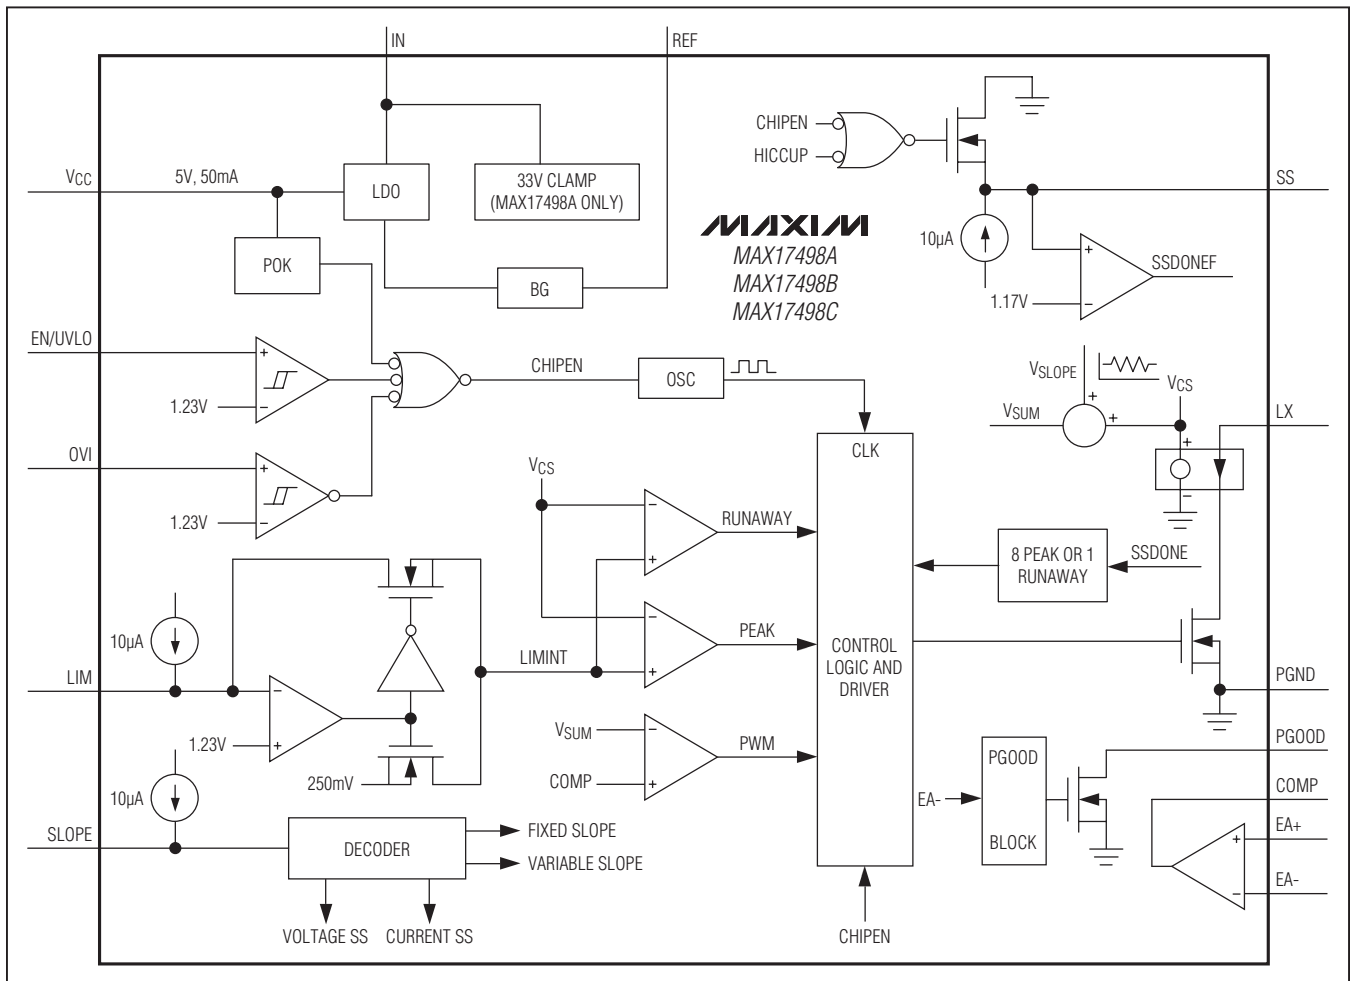 IN
REF
CHIPEN
HICCUP
VCC
5V, 50mA
LDO
33V CLAMP
(MAX17498A ONLY)
SS
POK
BG
MAXIM
MAX17498A
MAX17498B
MAX17498C
10µA
+
SSDONEF
1.17V
−
EN/UVLO
+
1.23V
−
CHIPEN
OSC
VSLOPE
VCS
+
VSUM
+
LX
+
−
OVI
+
1.23V
−
VCS
CLK
−
RUNAWAY
+
8 PEAK OR 1
RUNAWAY
SSDONE
10µA
LIMINT
−
PEAK
+
CONTROL
LOGIC AND
DRIVER
LIM
−
1.23V
+
PGND
250mV
VSUM
−
PWM
COMP
+
PGOOD
BLOCK
EA-
PGOOD
COMP
EA+
+
EA-
−
10µA
SLOPE
DECODER
FIXED SLOPE
VARIABLE SLOPE
VOLTAGE SS
CURRENT SS
CHIPEN